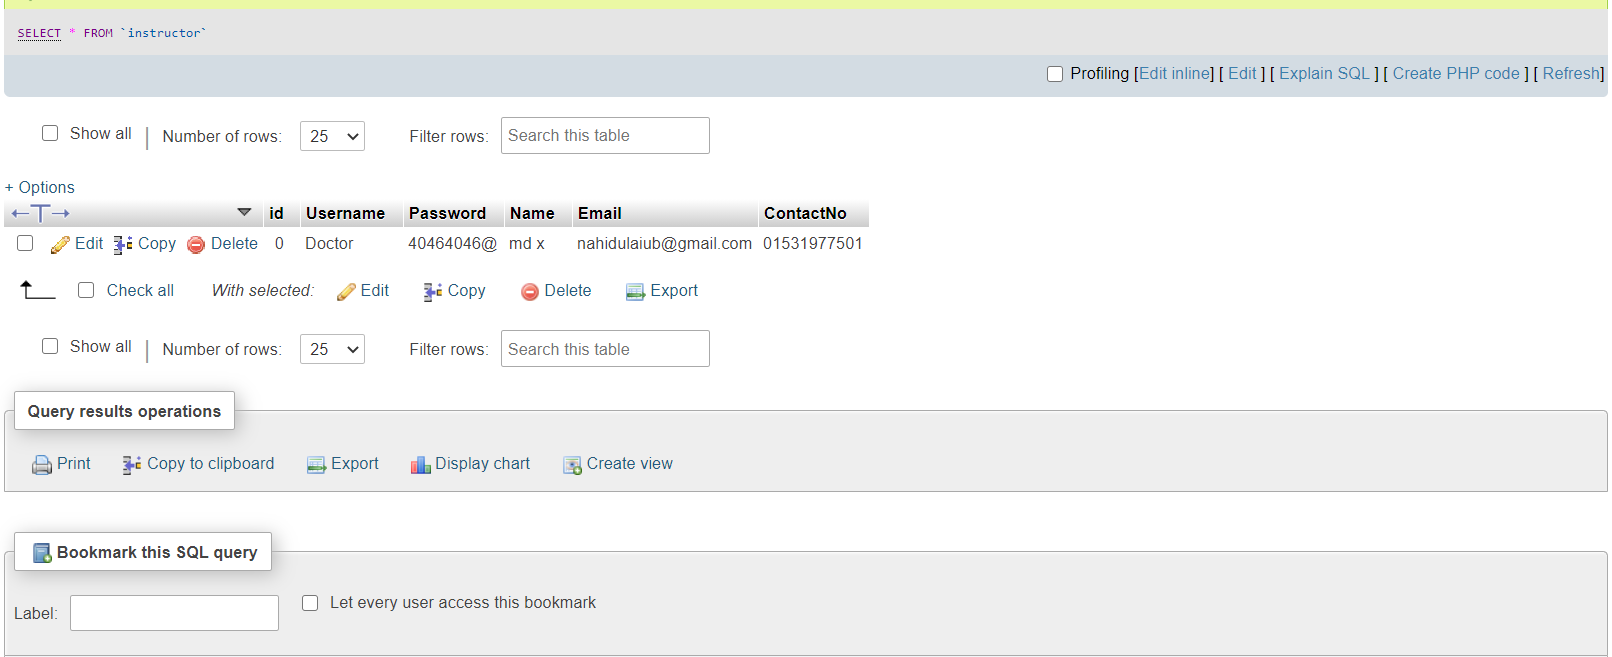 SELECT * FROM `instructor`
Profiling [Edit inline] [ Edit ] [ Explain SQL ] [ Create PHP code ] [ Refresh]
Show all | Number of rows: 25 Filter rows: Search this table
+ Options
←T→ id Username Password Name Email ContactNo
Edit Copy Delete 0 Doctor 40464046@ md x nahidulaiub@gmail.com 01531977501
Check all With selected: Edit Copy Delete Export
Show all | Number of rows: 25 Filter rows: Search this table
Query results operations
Print Copy to clipboard Export Display chart Create view
Bookmark this SQL query
Label: Let every user access this bookmark